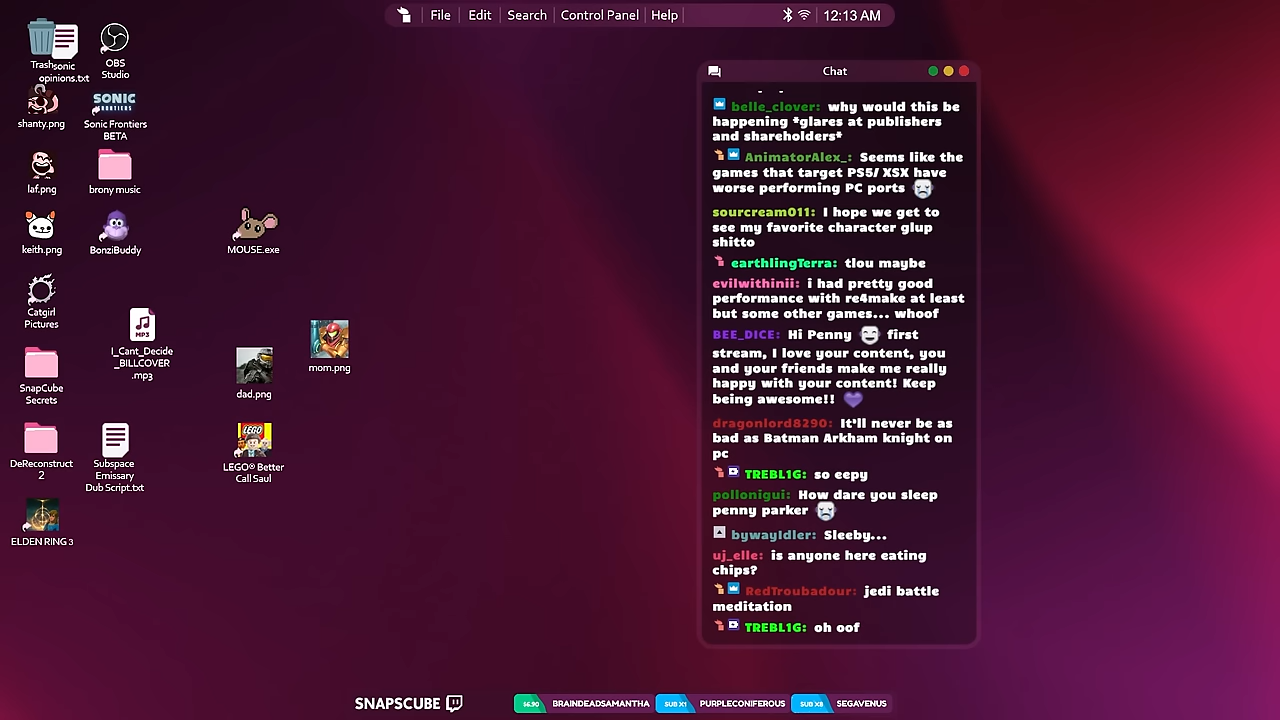 File Edit Search Control Panel Help 12:13 AM
Trash
sonic opinions.txt
OBS Studio
shanty.png
SONIC
FRONTIERS
Sonic Frontiers BETA
laf.png
brony music
keith.png
BonziBuddy
MOUSE.exe
Catgirl Pictures
MP3
I_Cant_Decide
_BILLCOVER
.mp3
mom.png
SnapCube Secrets
dad.png
DeReconstruct 2
Subspace
Emissary
Dub Script.txt
LEGO
LEGO® Better
Call Saul
ELDEN RING 3
Chat
belle_clover: why would this be
happening *glares at publishers
and shareholders*
AnimatorAlex_: Seems like the
games that target PS5/ XSX have
worse performing PC ports
sourcream011: I hope we get to
see my favorite character glup
shitto
earthlingTerra: tlou maybe
evilwithinii: i had pretty good
performance with re4make at least
but some other games... whoof
BEE_DICE: Hi Penny first
stream, I love your content, you
and your friends make me really
happy with your content! Keep
being awesome!!
dragonlord8290: It'll never be as
bad as Batman Arkham knight on
pc
TREBL1G: so eepy
pollonigui: How dare you sleep
penny parker
bywayIdler: Sleeby...
uj_elle: is anyone here eating
chips?
RedTroubadour: jedi battle
meditation
TREBL1G: oh oof
SNAPSCUBE $6.90 BRAINDEADSAMANTHA SUB X1 PURPLECONIFEROUS SUB X8 SEGAVENUS